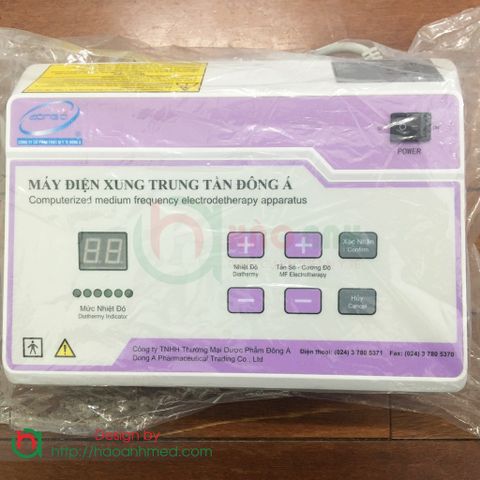 ĐÔNG Á
POWER
MÁY ĐIỆN XUNG TRUNG TẦN ĐÔNG Á
Computerized medium frequency electrodetherapy apparatus
Nhiệt Độ
Diathermy
Tần Số - Cường Độ
MF Electrotherapy
Xác Nhận
Confirm
Hủy
Cancel
Mức Nhiệt Độ
Diathermy Indicator
Công ty TNHH Thương Mại Dược Phẩm Đông Á
Dong A Pharmaceutical Trading Co., Ltd
Điện thoại: (024) 3 780 5371 Fax: (024) 3 780 5370
HẢO ANH
Design by
http://haoanhmed.com/